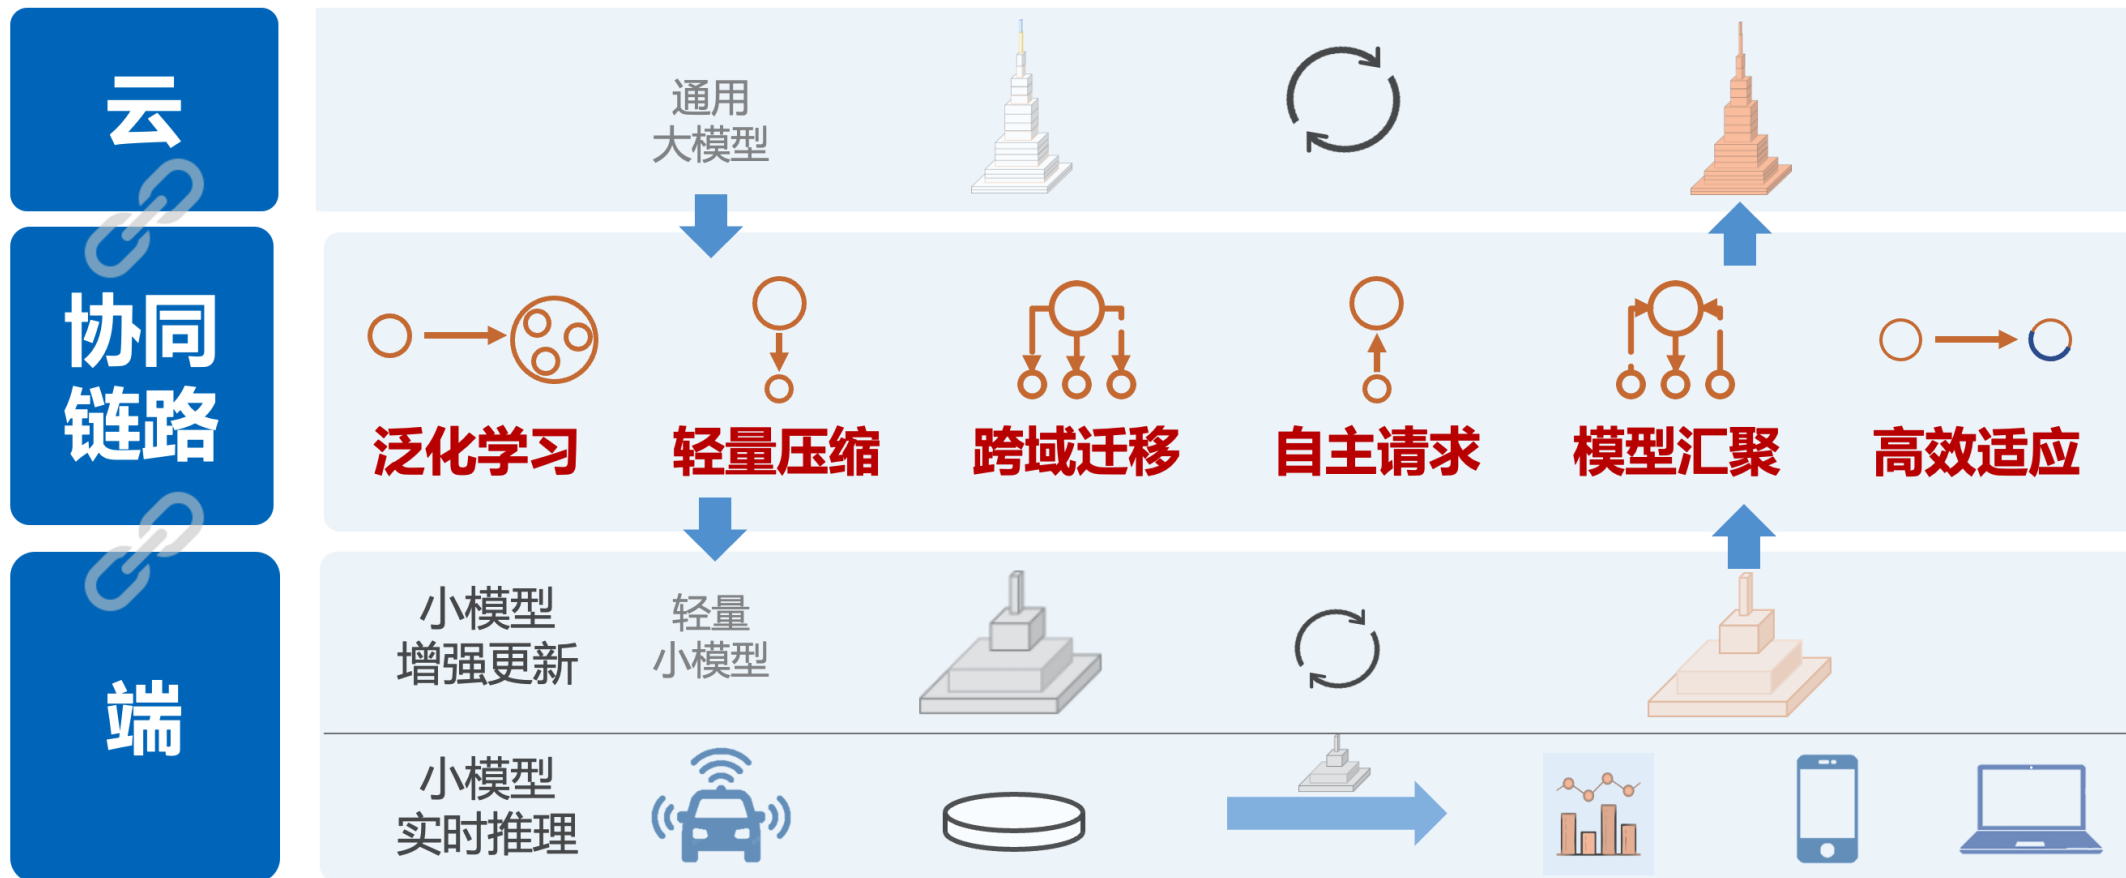 云
通用
大模型
协同
链路
泛化学习
轻量压缩
跨域迁移
自主请求
模型汇聚
高效适应
端
小模型
增强更新
轻量
小模型
小模型
实时推理